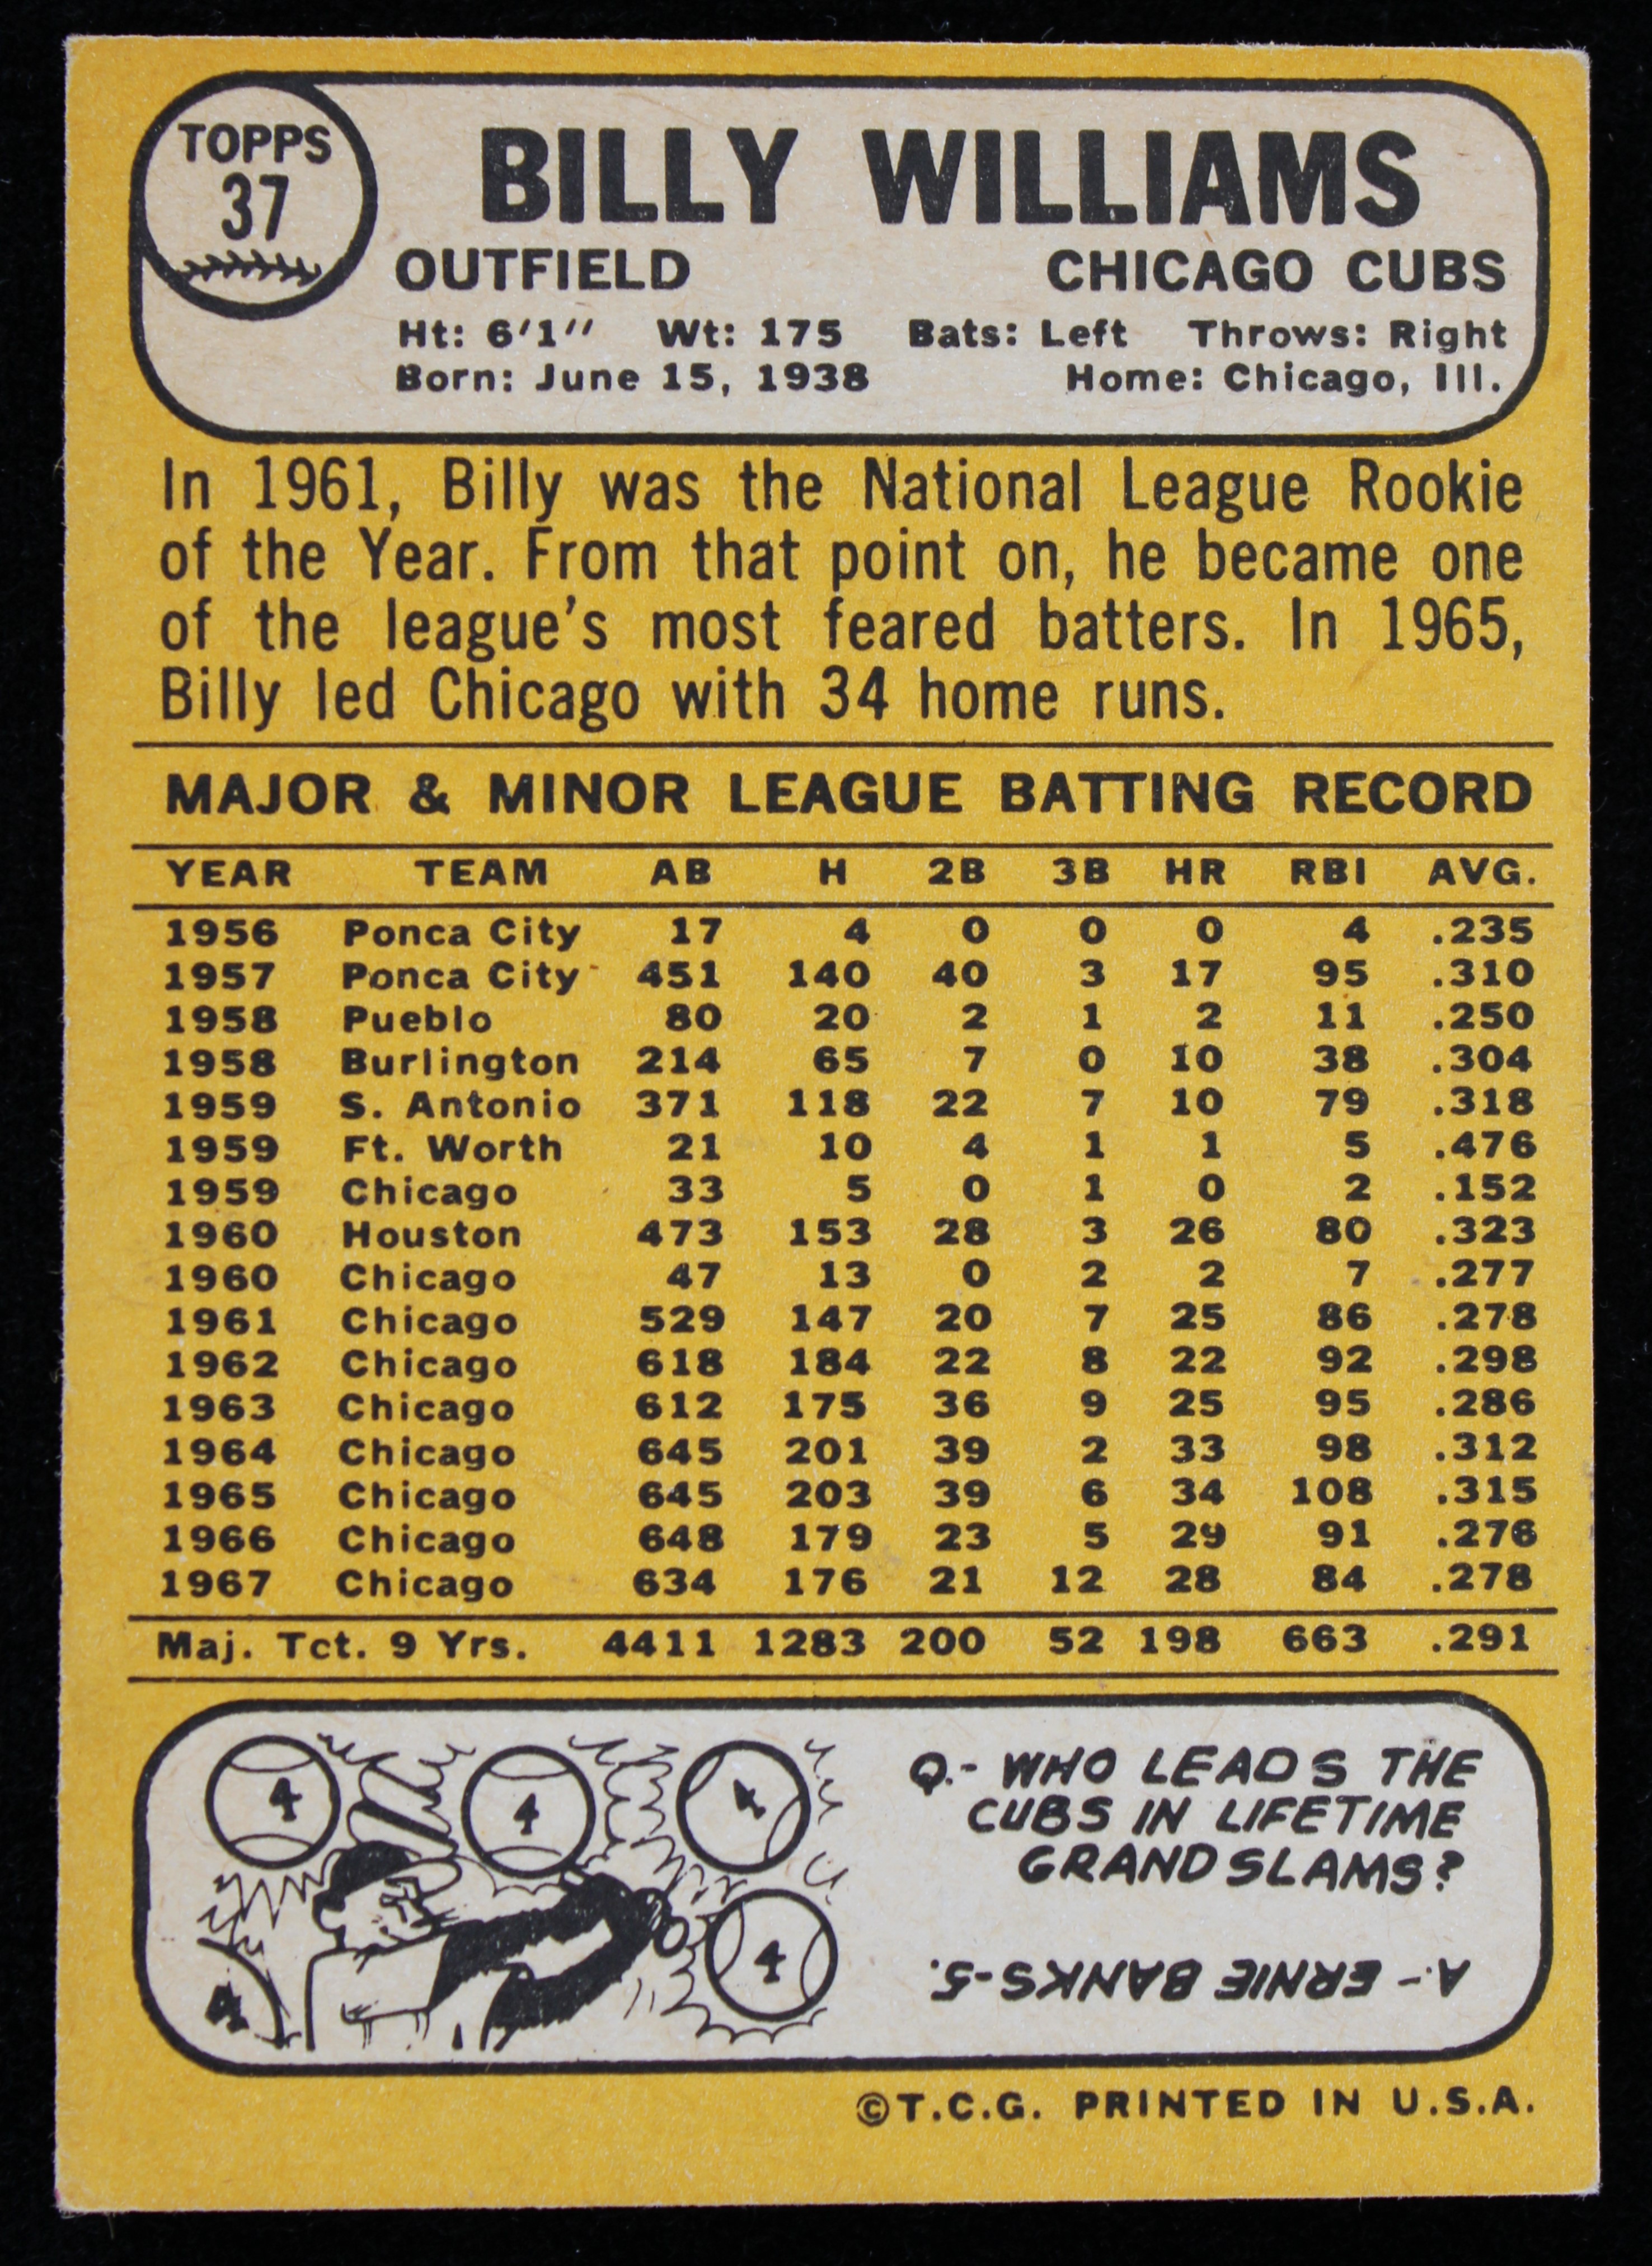 TOPPS
37
BILLY WILLIAMS
OUTFIELD CHICAGO CUBS
Ht: 6'1" Wt: 175 Bats: Left Throws: Right
Born: June 15, 1938 Home: Chicago, Ill.
In 1961, Billy was the National League Rookie
of the Year. From that point on, he became one
of the league's most feared batters. In 1965,
Billy led Chicago with 34 home runs.
MAJOR & MINOR LEAGUE BATTING RECORD
YEAR TEAM AB H 2B 3B HR RBI AVG.
1956 Ponca City 17 4 0 0 0 4 .235
1957 Ponca City 451 140 40 3 17 95 .310
1958 Pueblo 80 20 2 1 2 11 .250
1958 Burlington 214 65 7 0 10 38 .304
1959 S. Antonio 371 118 22 7 10 79 .318
1959 Ft. Worth 21 10 4 1 1 5 .476
1959 Chicago 33 5 0 1 0 2 .152
1960 Houston 473 153 28 3 26 80 .323
1960 Chicago 47 13 0 2 2 7 .277
1961 Chicago 529 147 20 7 25 86 .278
1962 Chicago 618 184 22 8 22 92 .298
1963 Chicago 612 175 36 9 25 95 .286
1964 Chicago 645 201 39 2 33 98 .312
1965 Chicago 645 203 39 6 34 108 .315
1966 Chicago 648 179 23 5 29 91 .276
1967 Chicago 634 176 21 12 28 84 .278
Maj. Tot. 9 Yrs. 4411 1283 200 52 198 663 .291
4 4 4
4 4
Q.- WHO LEADS THE
CUBS IN LIFETIME
GRAND SLAMS?
A.- ERNIE BANKS-5.
©T.C.G. PRINTED IN U.S.A.